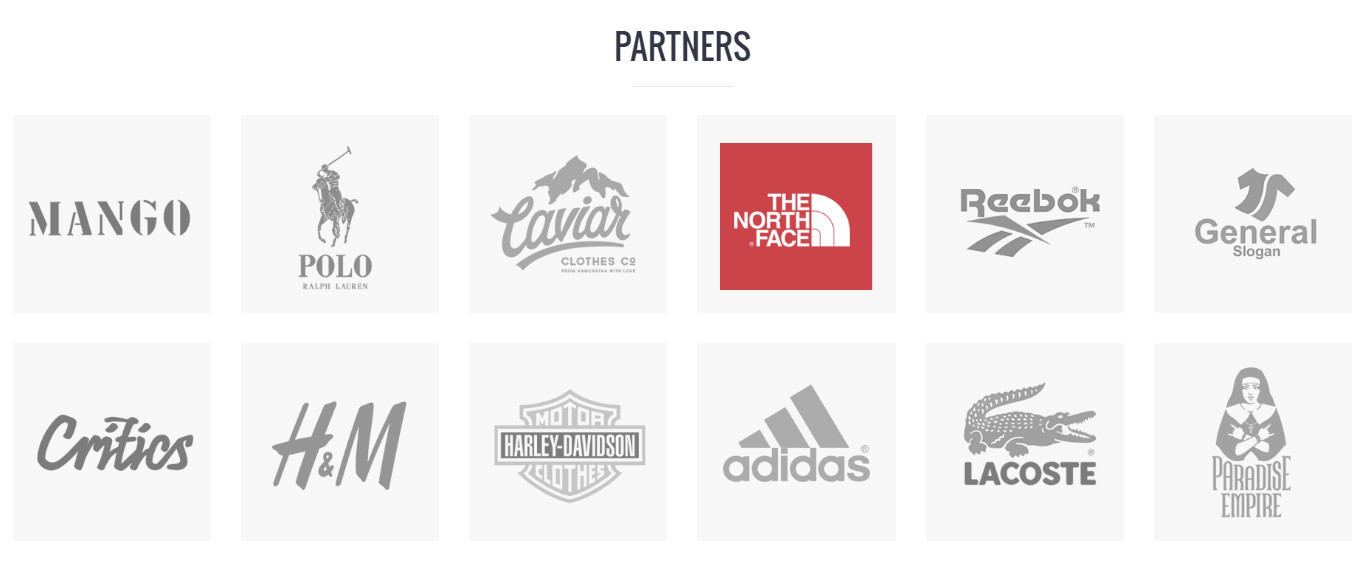 PARTNERS
MANGO
POLO
RALPH LAUREN
Caviar
CLOTHES Cº
FROM KAMCHATKA WITH LOVE
THE
NORTH
FACE
®
Reebok
®
™
General
Slogan
Critics
H&M
MOTOR
HARLEY-DAVIDSON
CLOTHES
adidas
®
LACOSTE
®
PARADISE
EMPIRE